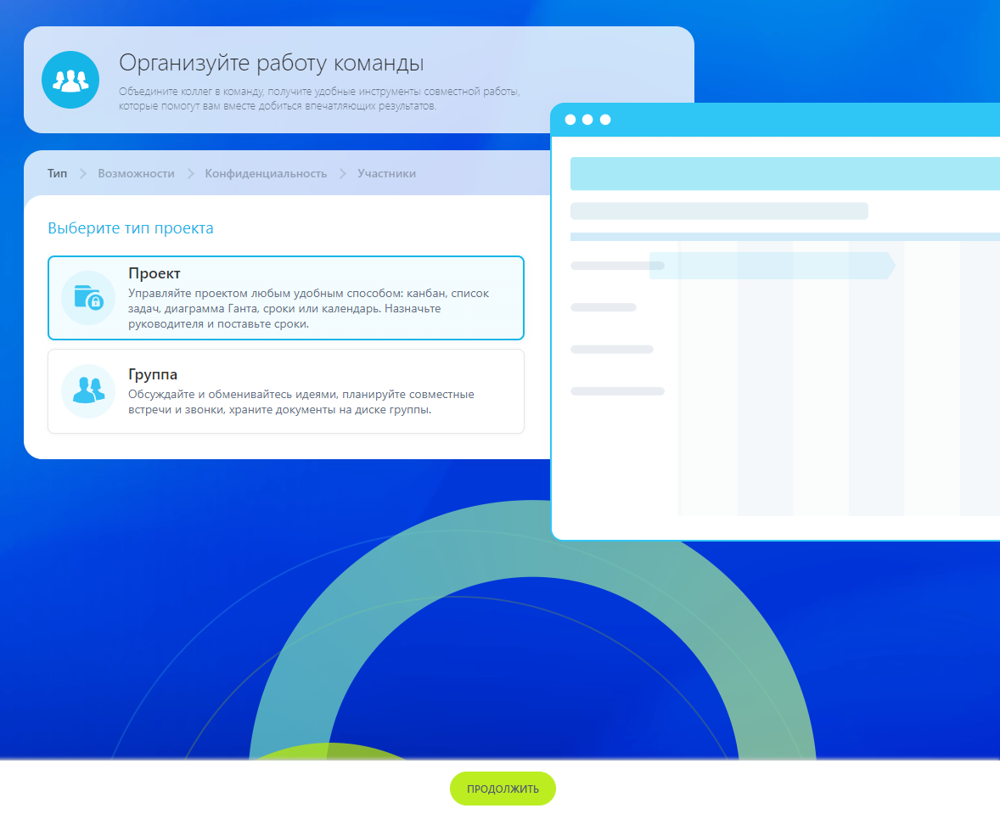 Организуйте работу команды
Объедините коллег в команду, получите удобные инструменты совместной работы,
которые помогут вам вместе добиться впечатляющих результатов.
Тип
Возможности
Конфиденциальность
Участники
Выберите тип проекта
Проект
Управляйте проектом любым удобным способом: канбан, список
задач, диаграмма Ганта, сроки или календарь. Назначьте
руководителя и поставьте сроки.
Группа
Обсуждайте и обменивайтесь идеями, планируйте совместные
встречи и звонки, храните документы на диске группы.
ПРОДОЛЖИТЬ